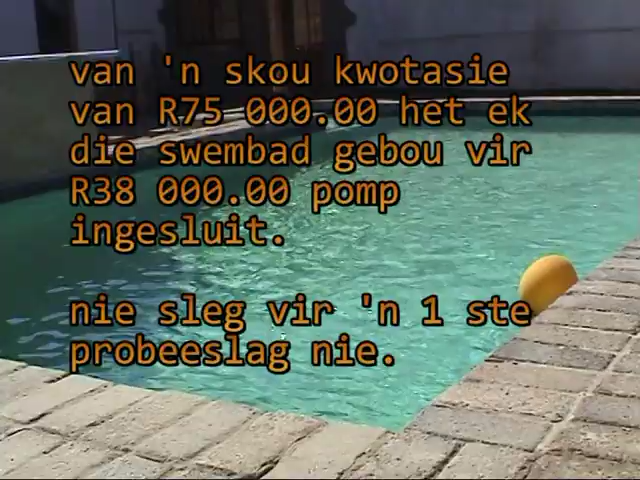 van 'n skou kwotasie
van R75 000.00 het ek
die swembad gebou vir
R38 000.00 pomp
ingesluit.
nie sleg vir 'n 1 ste
probeeslag nie.